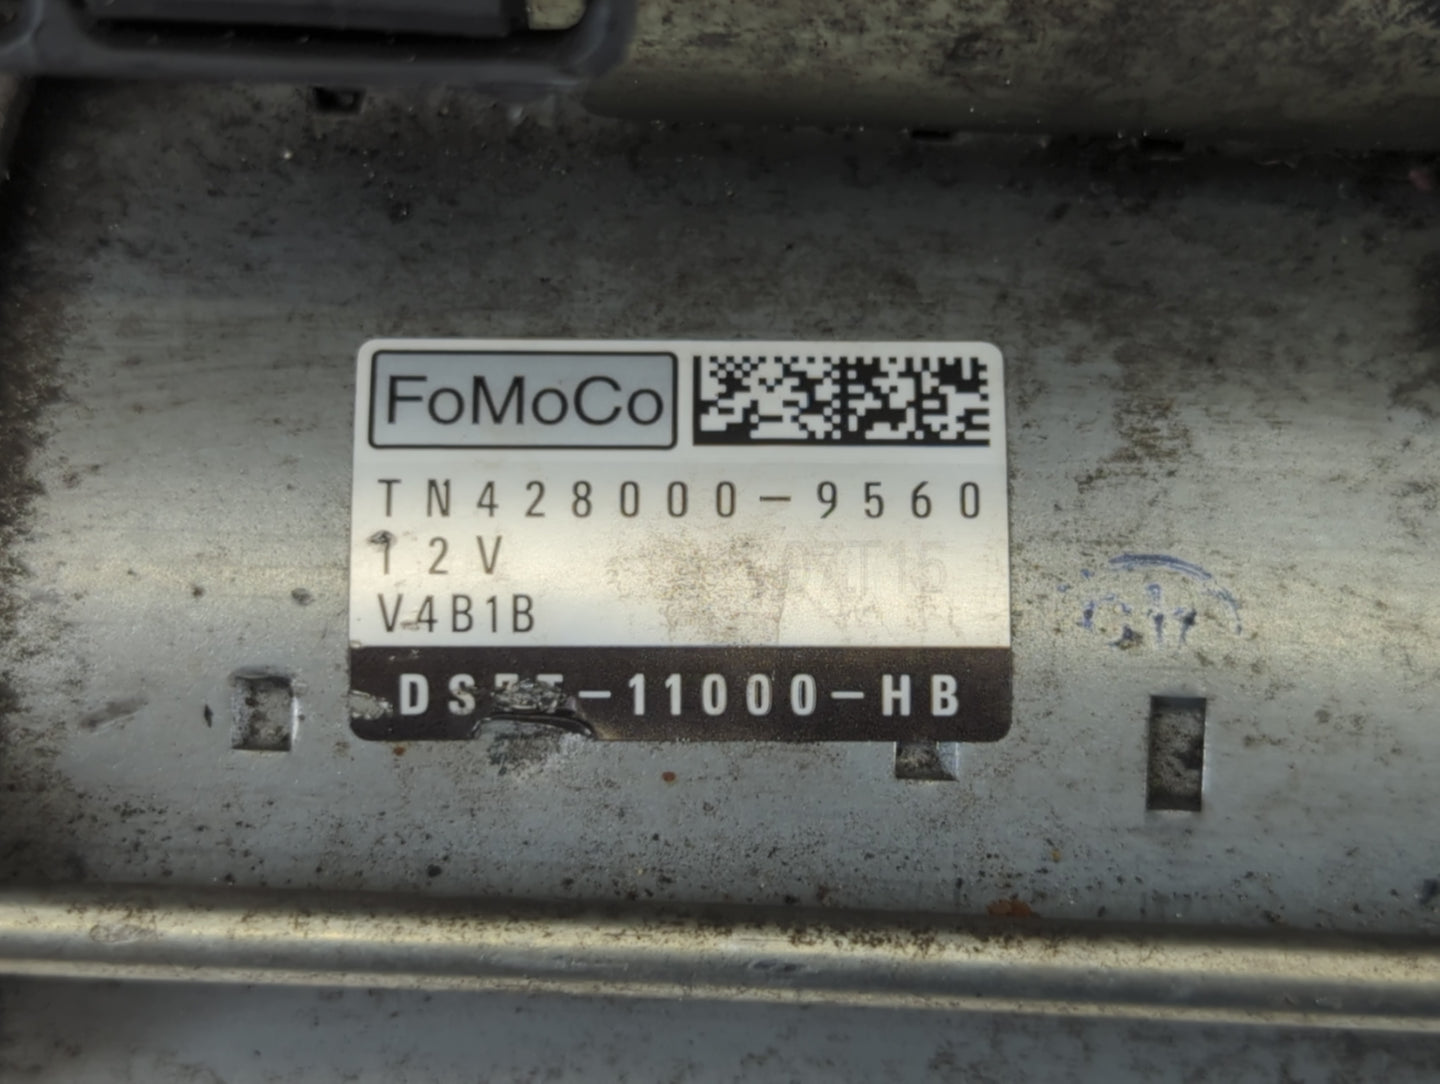 FoMoCo
TN428000-9560
12V
V4B1B
-11000-HB